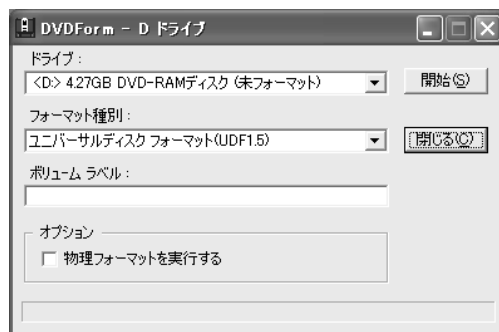 DVDForm - D ドライブ
ドライブ：
<D:> 4.27GB DVD-RAMディスク (未フォーマット)
開始(S)
フォーマット種別：
ユニバーサルディスク フォーマット(UDF1.5)
閉じる(C)
ボリューム ラベル：
オプション
物理フォーマットを実行する